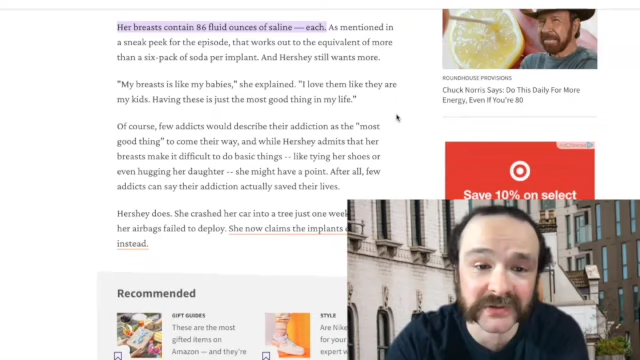 Her breasts contain 86 fluid ounces of saline — each. As mentioned in
a sneak peek for the episode, that works out to the equivalent of more
than a six-pack of soda per implant. And Hershey still wants more.
"My breasts is like my babies," she explained. "I love them like they are
my kids. Having these is just the most good thing in my life."
Of course, few addicts would describe their addiction as the "most
good thing" to come their way, and while Hershey admits that her
breasts make it difficult to do basic things -- like tying her shoes or
even hugging her daughter -- she might have a point. After all, few
addicts can say their addiction actually saved their lives.
Hershey does. She crashed her car into a tree just one week
her airbags failed to deploy. She now claims the implants
instead.
Recommended
GIFT GUIDES
These are the most
gifted items on
Amazon — and they're
STYLE
Are Nike
for your
expert w
ROUNDHOUSE PROVISIONS
Chuck Norris Says: Do This Daily For More
Energy, Even If You're 80
AdChoices
Save 10% on select